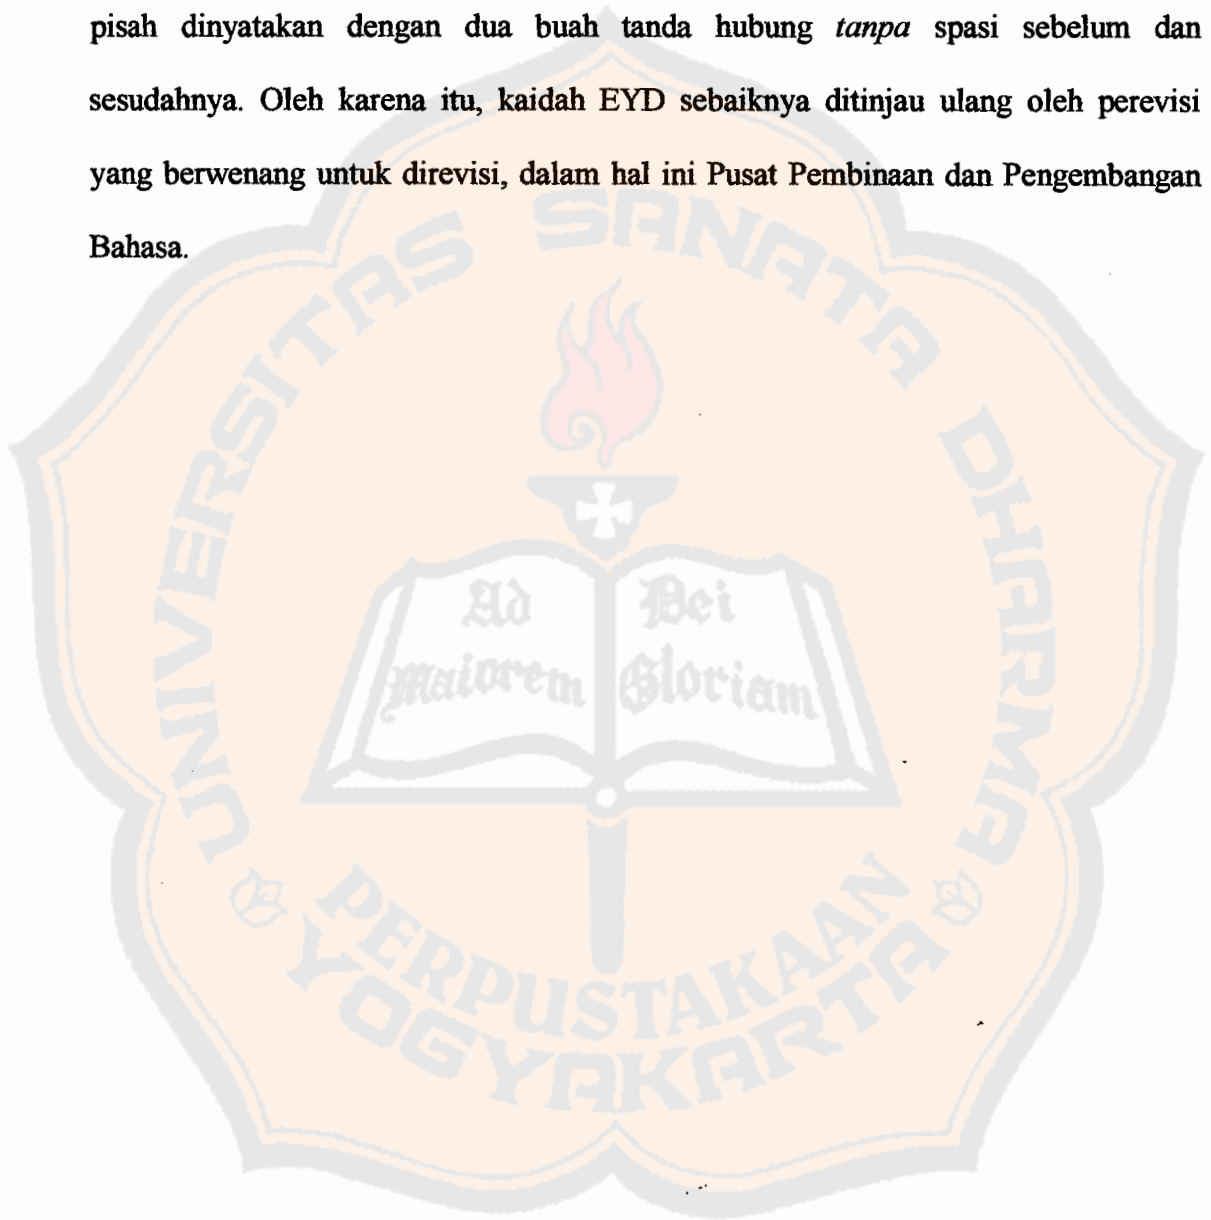 pisah dinyatakan dengan dua buah tanda hubung tanpa spasi sebelum dan
sesudahnya. Oleh karena itu, kaidah EYD sebaiknya ditinjau ulang oleh perevisi
yang berwenang untuk direvisi, dalam hal ini Pusat Pembinaan dan Pengembangan
Bahasa.
UNIVERSITAS SANATA DHARMA
Ad Dei
Maiorem Gloriam
PERPUSTAKAAN
YOGYAKARTA